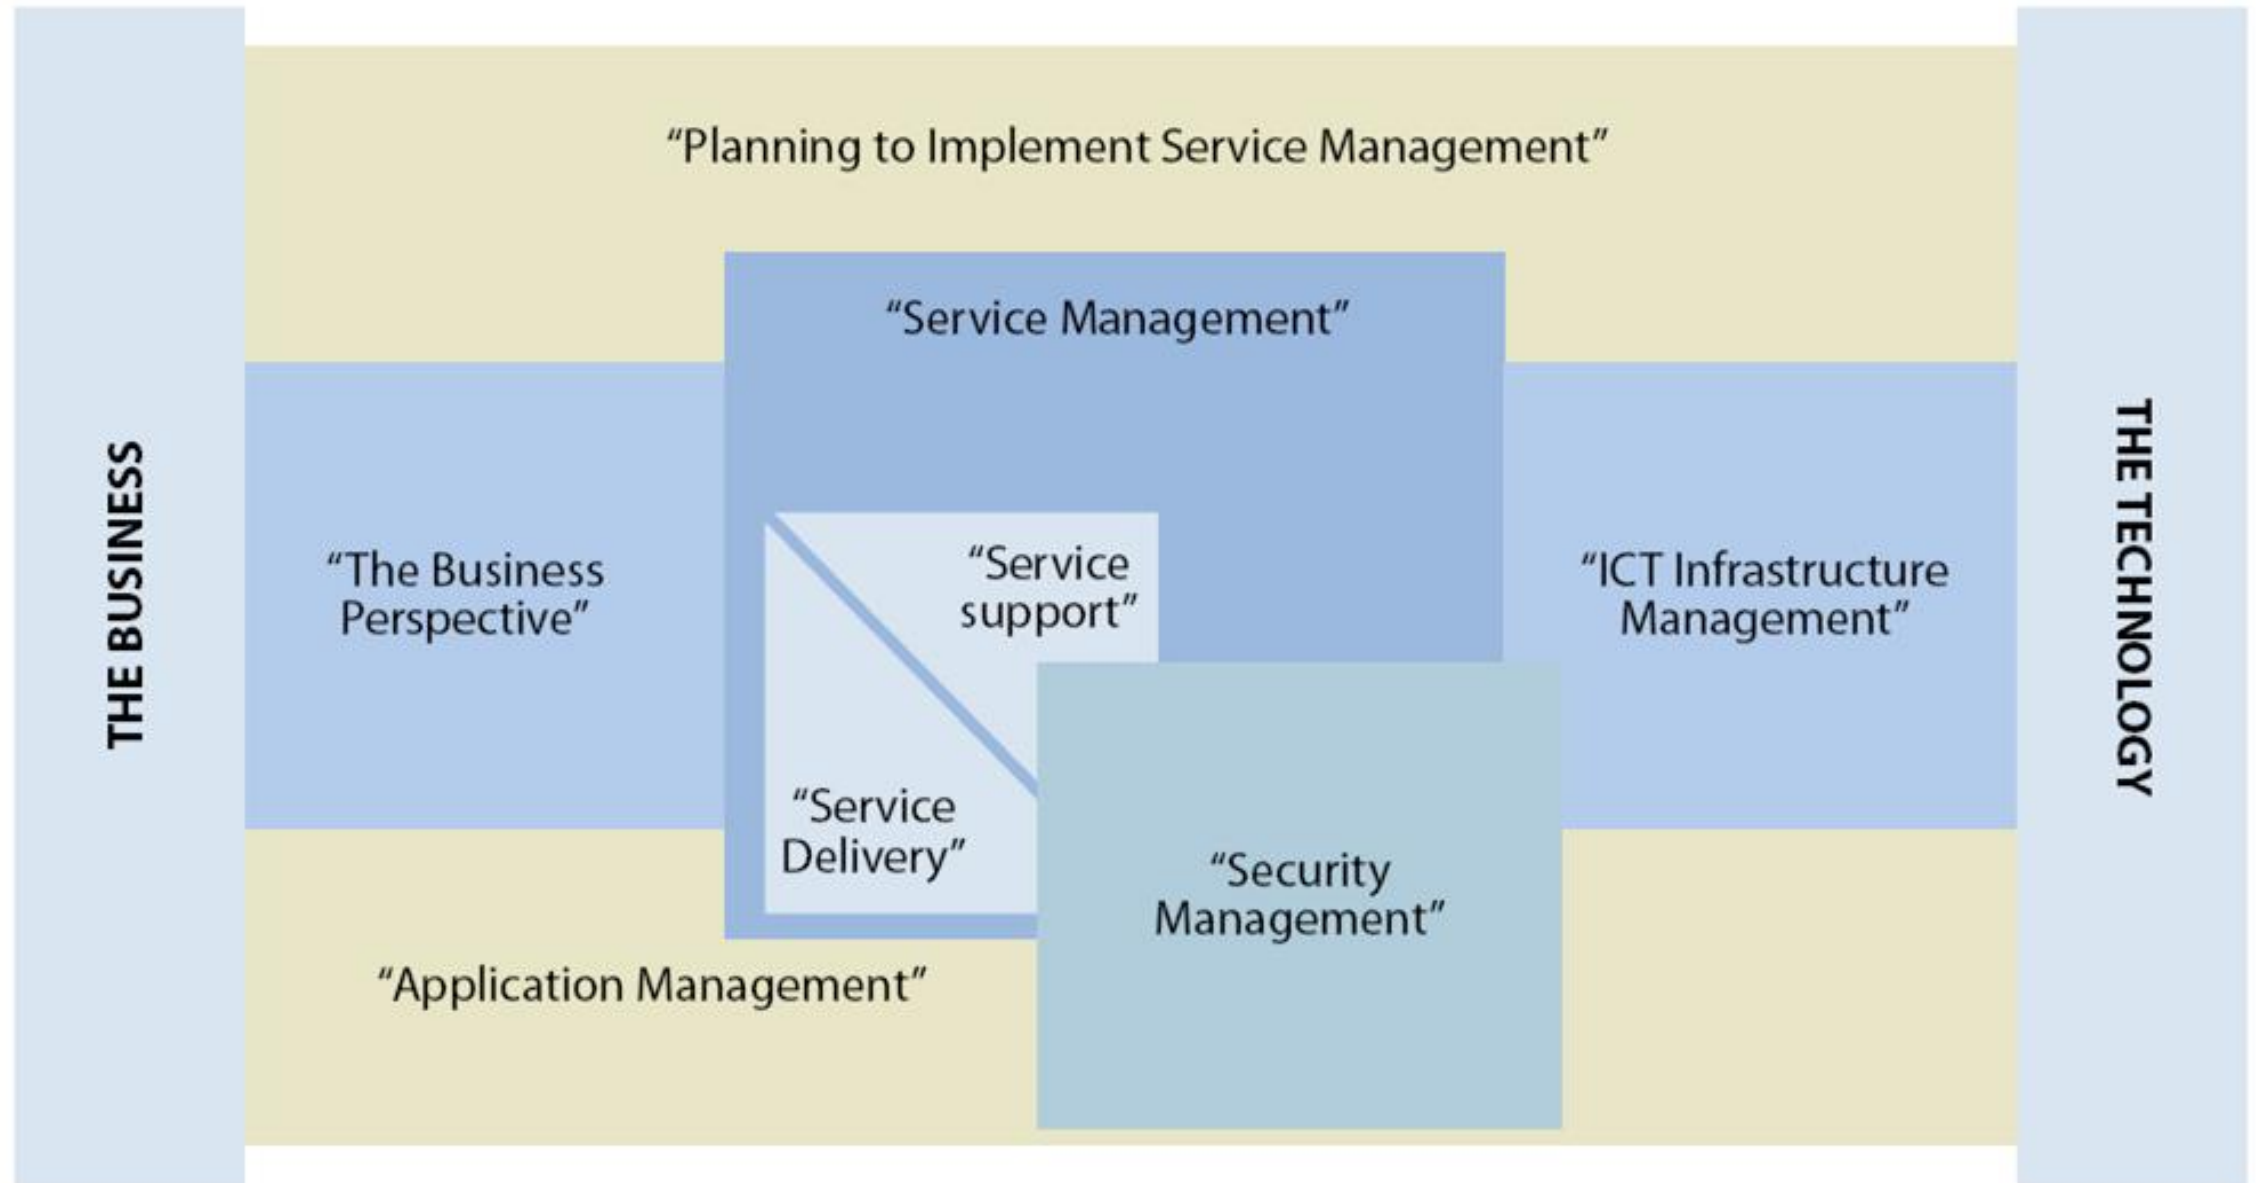 “Planning to Implement Service Management”
“Service Management”
THE BUSINESS
“The Business
Perspective”
“Service
support”
“ICT Infrastructure
Management”
THE TECHNOLOGY
“Service
Delivery”
“Security
Management”
“Application Management”